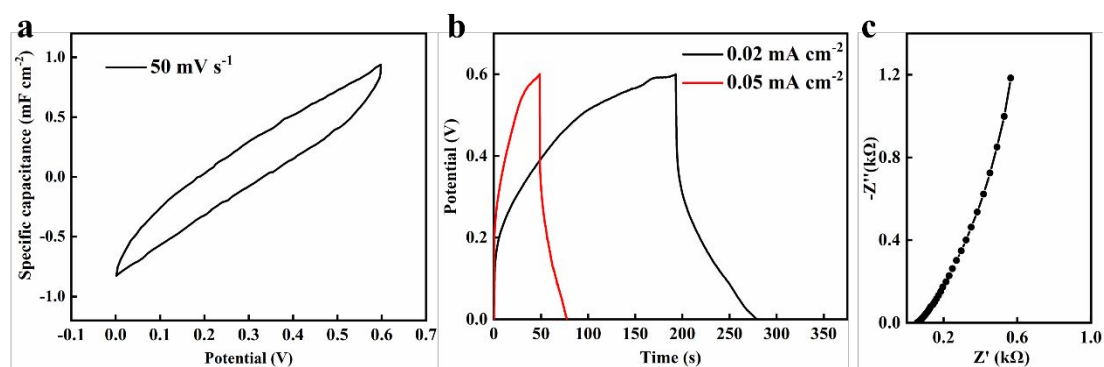 a
50 mV s⁻¹
Specific capacitance (mF cm⁻²)
1.0
0.5
0.0
-0.5
-1.0
-0.1 0.0 0.1 0.2 0.3 0.4 0.5 0.6 0.7
Potential (V)
b
0.02 mA cm⁻²
0.05 mA cm⁻²
Potential (V)
0.6
0.4
0.2
0.0
0 50 100 150 200 250 300 350
Time (s)
c
-Z''(kΩ)
1.2
0.8
0.4
0.0
0.2 0.6 1.0
Z' (kΩ)